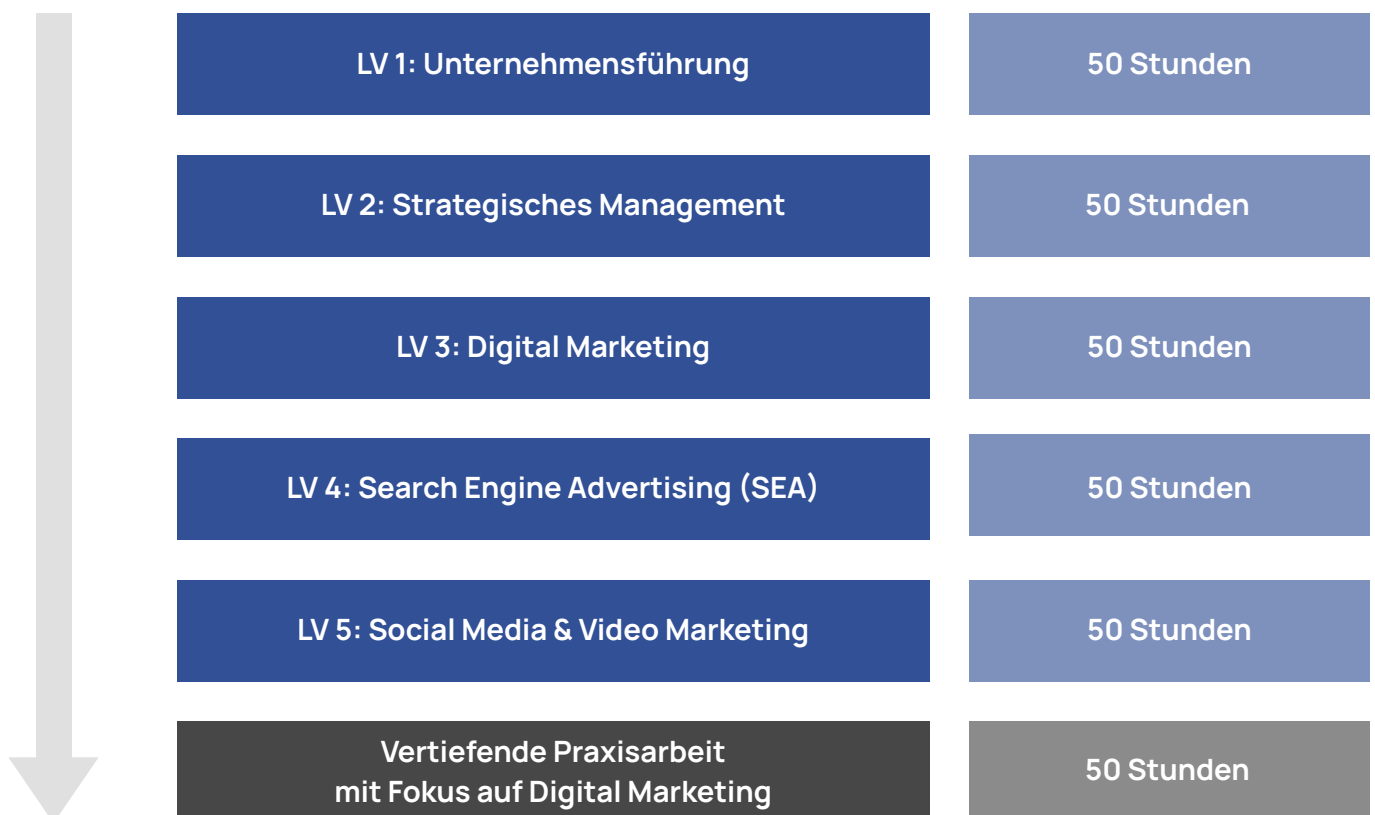 LV 1: Unternehmensführung
50 Stunden
LV 2: Strategisches Management
50 Stunden
LV 3: Digital Marketing
50 Stunden
LV 4: Search Engine Advertising (SEA)
50 Stunden
LV 5: Social Media & Video Marketing
50 Stunden
Vertiefende Praxisarbeit
mit Fokus auf Digital Marketing
50 Stunden